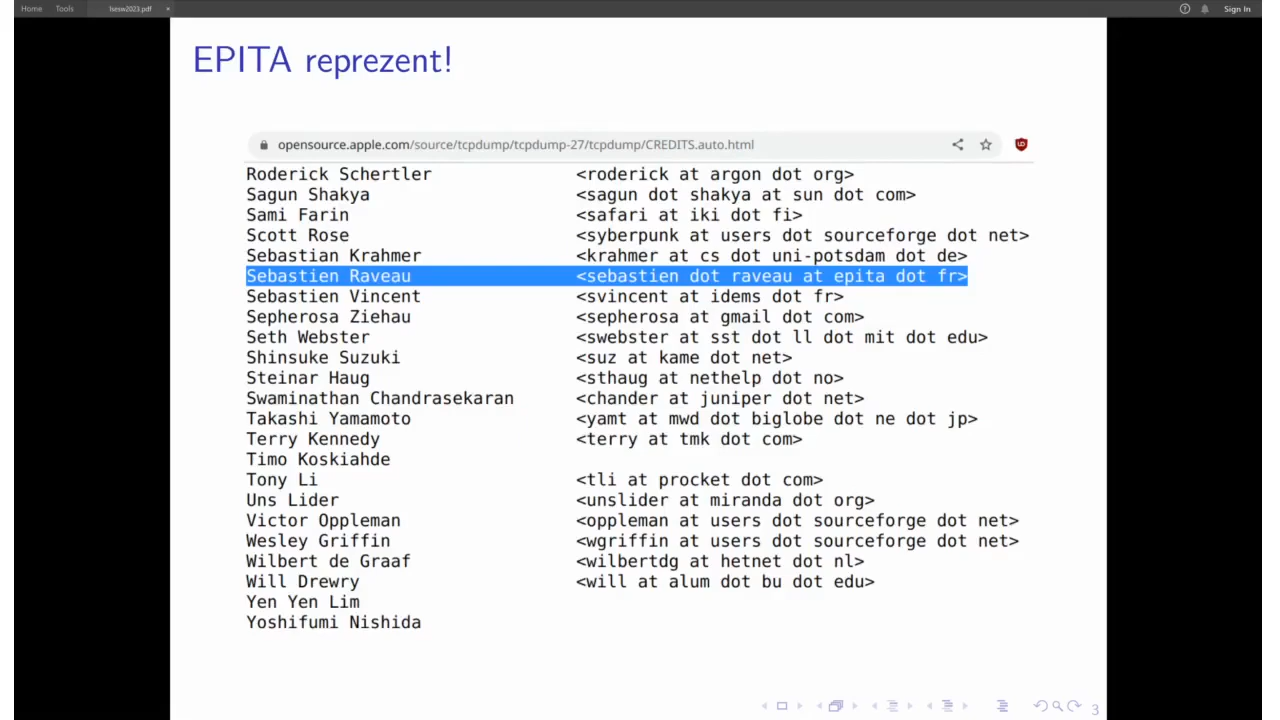 Home Tools lsesw2023.pdf × Sign In
EPITA reprezent!
opensource.apple.com/source/tcpdump/tcpdump-27/tcpdump/CREDITS.auto.html
Roderick Schertler <roderick at argon dot org>
Sagun Shakya <sagun dot shakya at sun dot com>
Sami Farin <safari at iki dot fi>
Scott Rose <syberpunk at users dot sourceforge dot net>
Sebastian Krahmer <krahmer at cs dot uni-potsdam dot de>
Sebastien Raveau <sebastien dot raveau at epita dot fr>
Sebastien Vincent <svincent at idems dot fr>
Sepherosa Ziehau <sepherosa at gmail dot com>
Seth Webster <swebster at sst dot ll dot mit dot edu>
Shinsuke Suzuki <suz at kame dot net>
Steinar Haug <sthaug at nethelp dot no>
Swaminathan Chandrasekaran <chander at juniper dot net>
Takashi Yamamoto <yamt at mwd dot biglobe dot ne dot jp>
Terry Kennedy <terry at tmk dot com>
Timo Koskiahde
Tony Li <tli at procket dot com>
Uns Lider <unslider at miranda dot org>
Victor Oppleman <oppleman at users dot sourceforge dot net>
Wesley Griffin <wgriffin at users dot sourceforge dot net>
Wilbert de Graaf <wilbertdg at hetnet dot nl>
Will Drewry <will at alum dot bu dot edu>
Yen Yen Lim
Yoshifumi Nishida
3